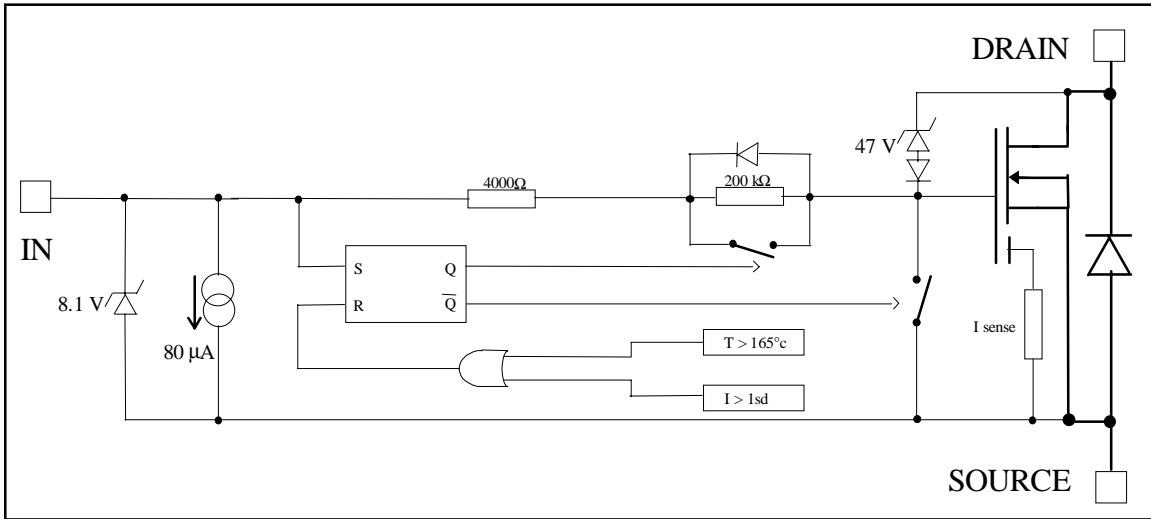 DRAIN
47 V
4000Ω
200 kΩ
IN
S Q
R Q̅
8.1 V
80 µA
I sense
T > 165°c
I > 1sd
SOURCE